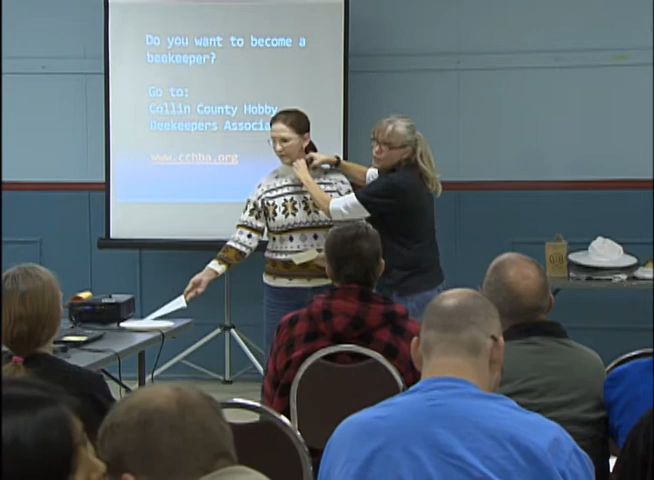 Do you want to become a
beekeeper?
Go to:
Collin County Hobby
Beekeepers Associa
www.cchba.org